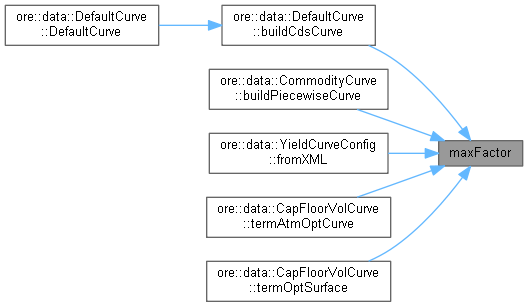 ore::data::DefaultCurve
::DefaultCurve
ore::data::DefaultCurve
::buildCdsCurve
ore::data::CommodityCurve
::buildPiecewiseCurve
ore::data::YieldCurveConfig
::fromXML
maxFactor
ore::data::CapFloorVolCurve
::termAtmOptCurve
ore::data::CapFloorVolCurve
::termOptSurface